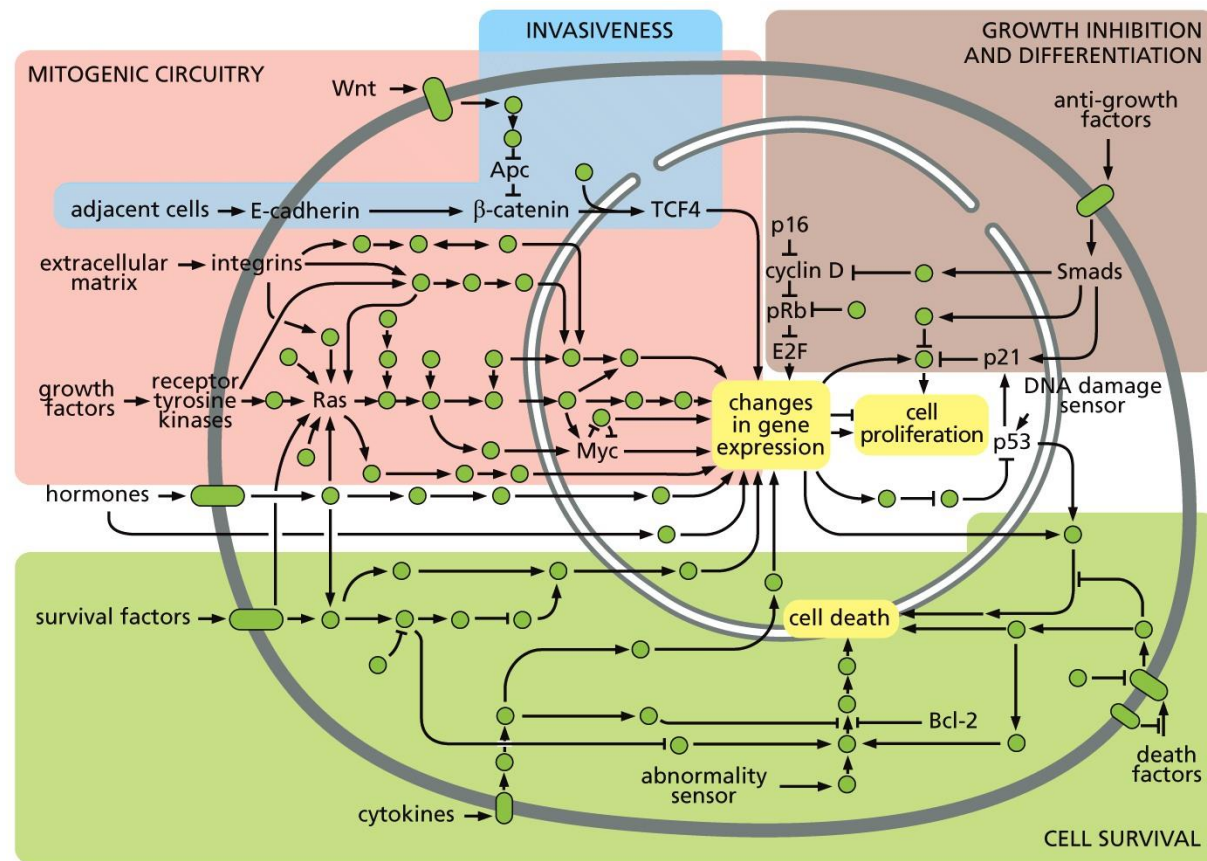 INVASIVENESS
GROWTH INHIBITION
AND DIFFERENTIATION
MITOGENIC CIRCUITRY
Wnt
anti-growth
factors
Apc
adjacent cells
E-cadherin
β-catenin
TCF4
p16
extracellular
matrix
integrins
cyclin D
Smads
pRb
E2F
p21
growth
factors
receptor
tyrosine
kinases
Ras
DNA damage
sensor
changes
in gene
expression
cell
proliferation
Myc
p53
hormones
survival factors
cell death
Bcl-2
abnormality
sensor
death
factors
cytokines
CELL SURVIVAL